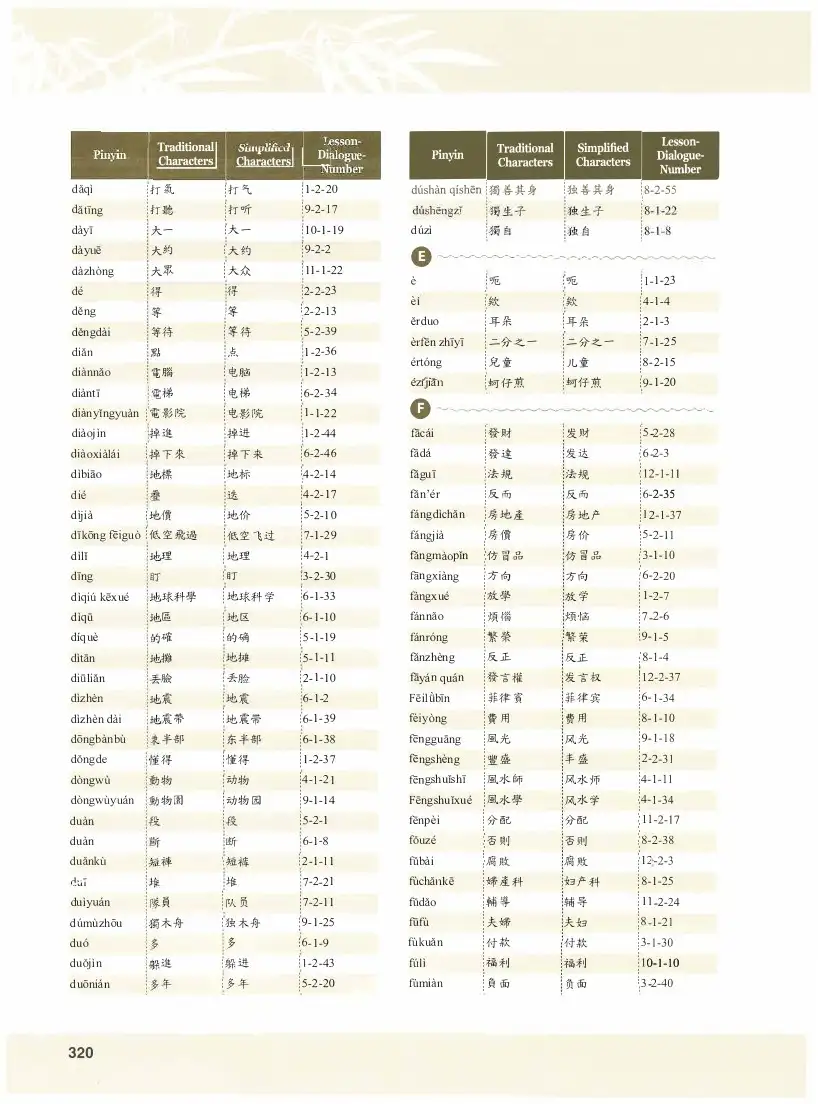 Pinyin Traditional Characters Simplified Characters Lesson-Dialogue-Number
dǎqì 打氣 打气 1-2-20
dǎtīng 打聽 打听 9-2-17
dàyī 大一 大一 10-1-19
dàyuē 大約 大约 9-2-2
dàzhòng 大眾 大众 11-1-22
dé 得 得 2-2-23
děng 等 等 2-2-13
děngdài 等待 等待 5-2-39
diǎn 點 点 1-2-36
diànnǎo 電腦 电脑 1-2-13
diàntī 電梯 电梯 6-2-34
diànyǐngyuàn 電影院 电影院 1-1-22
diàojìn 掉進 掉进 1-2-44
diàoxiàlái 掉下來 掉下来 6-2-46
dìbiāo 地標 地标 4-2-14
dié 疊 迭 4-2-17
dìjià 地價 地价 5-2-10
dīkōng fēiguò 低空飛過 低空飞过 7-1-29
dìlǐ 地理 地理 4-2-1
dīng 盯 盯 3-2-30
dìqiú kēxué 地球科學 地球科学 6-1-33
dìqū 地區 地区 6-1-10
díquè 的確 的确 5-1-19
dìtān 地攤 地摊 5-1-11
diūliǎn 丟臉 丢脸 2-1-10
dìzhèn 地震 地震 6-1-2
dìzhèn dài 地震帶 地震带 6-1-39
dōngbànbù 東半部 东半部 6-1-38
dǒngde 懂得 懂得 1-2-37
dòngwù 動物 动物 4-1-21
dòngwùyuán 動物園 动物园 9-1-14
duàn 段 段 5-2-1
duàn 斷 断 6-1-8
duǎnkù 短褲 短裤 2-1-11
duī 堆 堆 7-2-21
duìyuán 隊員 队员 7-2-11
dúmùzhōu 獨木舟 独木舟 9-1-25
duó 多 多 6-1-9
duǒjìn 躲進 躲进 1-2-43
duōnián 多年 多年 5-2-20
Pinyin Traditional Characters Simplified Characters Lesson-Dialogue-Number
dúshàn qíshēn 獨善其身 独善其身 8-2-55
dúshēngzǐ 獨生子 独生子 8-1-22
dúzì 獨自 独自 8-1-8
E
è 呃 呃 1-1-23
èi 欸 欸 4-1-4
ěrduo 耳朵 耳朵 2-1-3
èrfēn zhīyī 二分之一 二分之一 7-1-25
értóng 兒童 儿童 8-2-15
ézǐjiān 蚵仔煎 蚵仔煎 9-1-20
F
fācái 發財 发财 5-2-28
fādá 發達 发达 6-2-3
fǎguī 法規 法规 12-1-11
fǎn'ér 反而 反而 6-2-35
fángdìchǎn 房地產 房地产 12-1-37
fángjià 房價 房价 5-2-11
fǎngmàopǐn 仿冒品 仿冒品 3-1-10
fāngxiàng 方向 方向 6-2-20
fàngxué 放學 放学 1-2-7
fánnǎo 煩惱 烦恼 7-2-6
fánróng 繁榮 繁荣 9-1-5
fǎnzhèng 反正 反正 8-1-4
fāyán quán 發言權 发言权 12-2-37
Fēilǜbīn 菲律賓 菲律宾 6-1-34
fèiyòng 費用 费用 8-1-10
fēngguāng 風光 风光 9-1-18
fēngshèng 豐盛 丰盛 2-2-31
fēngshuǐshī 風水師 风水师 4-1-11
Fēngshuǐxué 風水學 风水学 4-1-34
fēnpèi 分配 分配 11-2-17
fǒuzé 否則 否则 8-2-38
fǔbài 腐敗 腐败 12-2-3
fùchǎnkē 婦產科 妇产科 8-1-25
fǔdǎo 輔導 辅导 11-2-24
fūfù 夫婦 夫妇 8-1-21
fùkuǎn 付款 付款 3-1-30
fúlì 福利 福利 10-1-10
fùmiàn 負面 负面 3-2-40
320